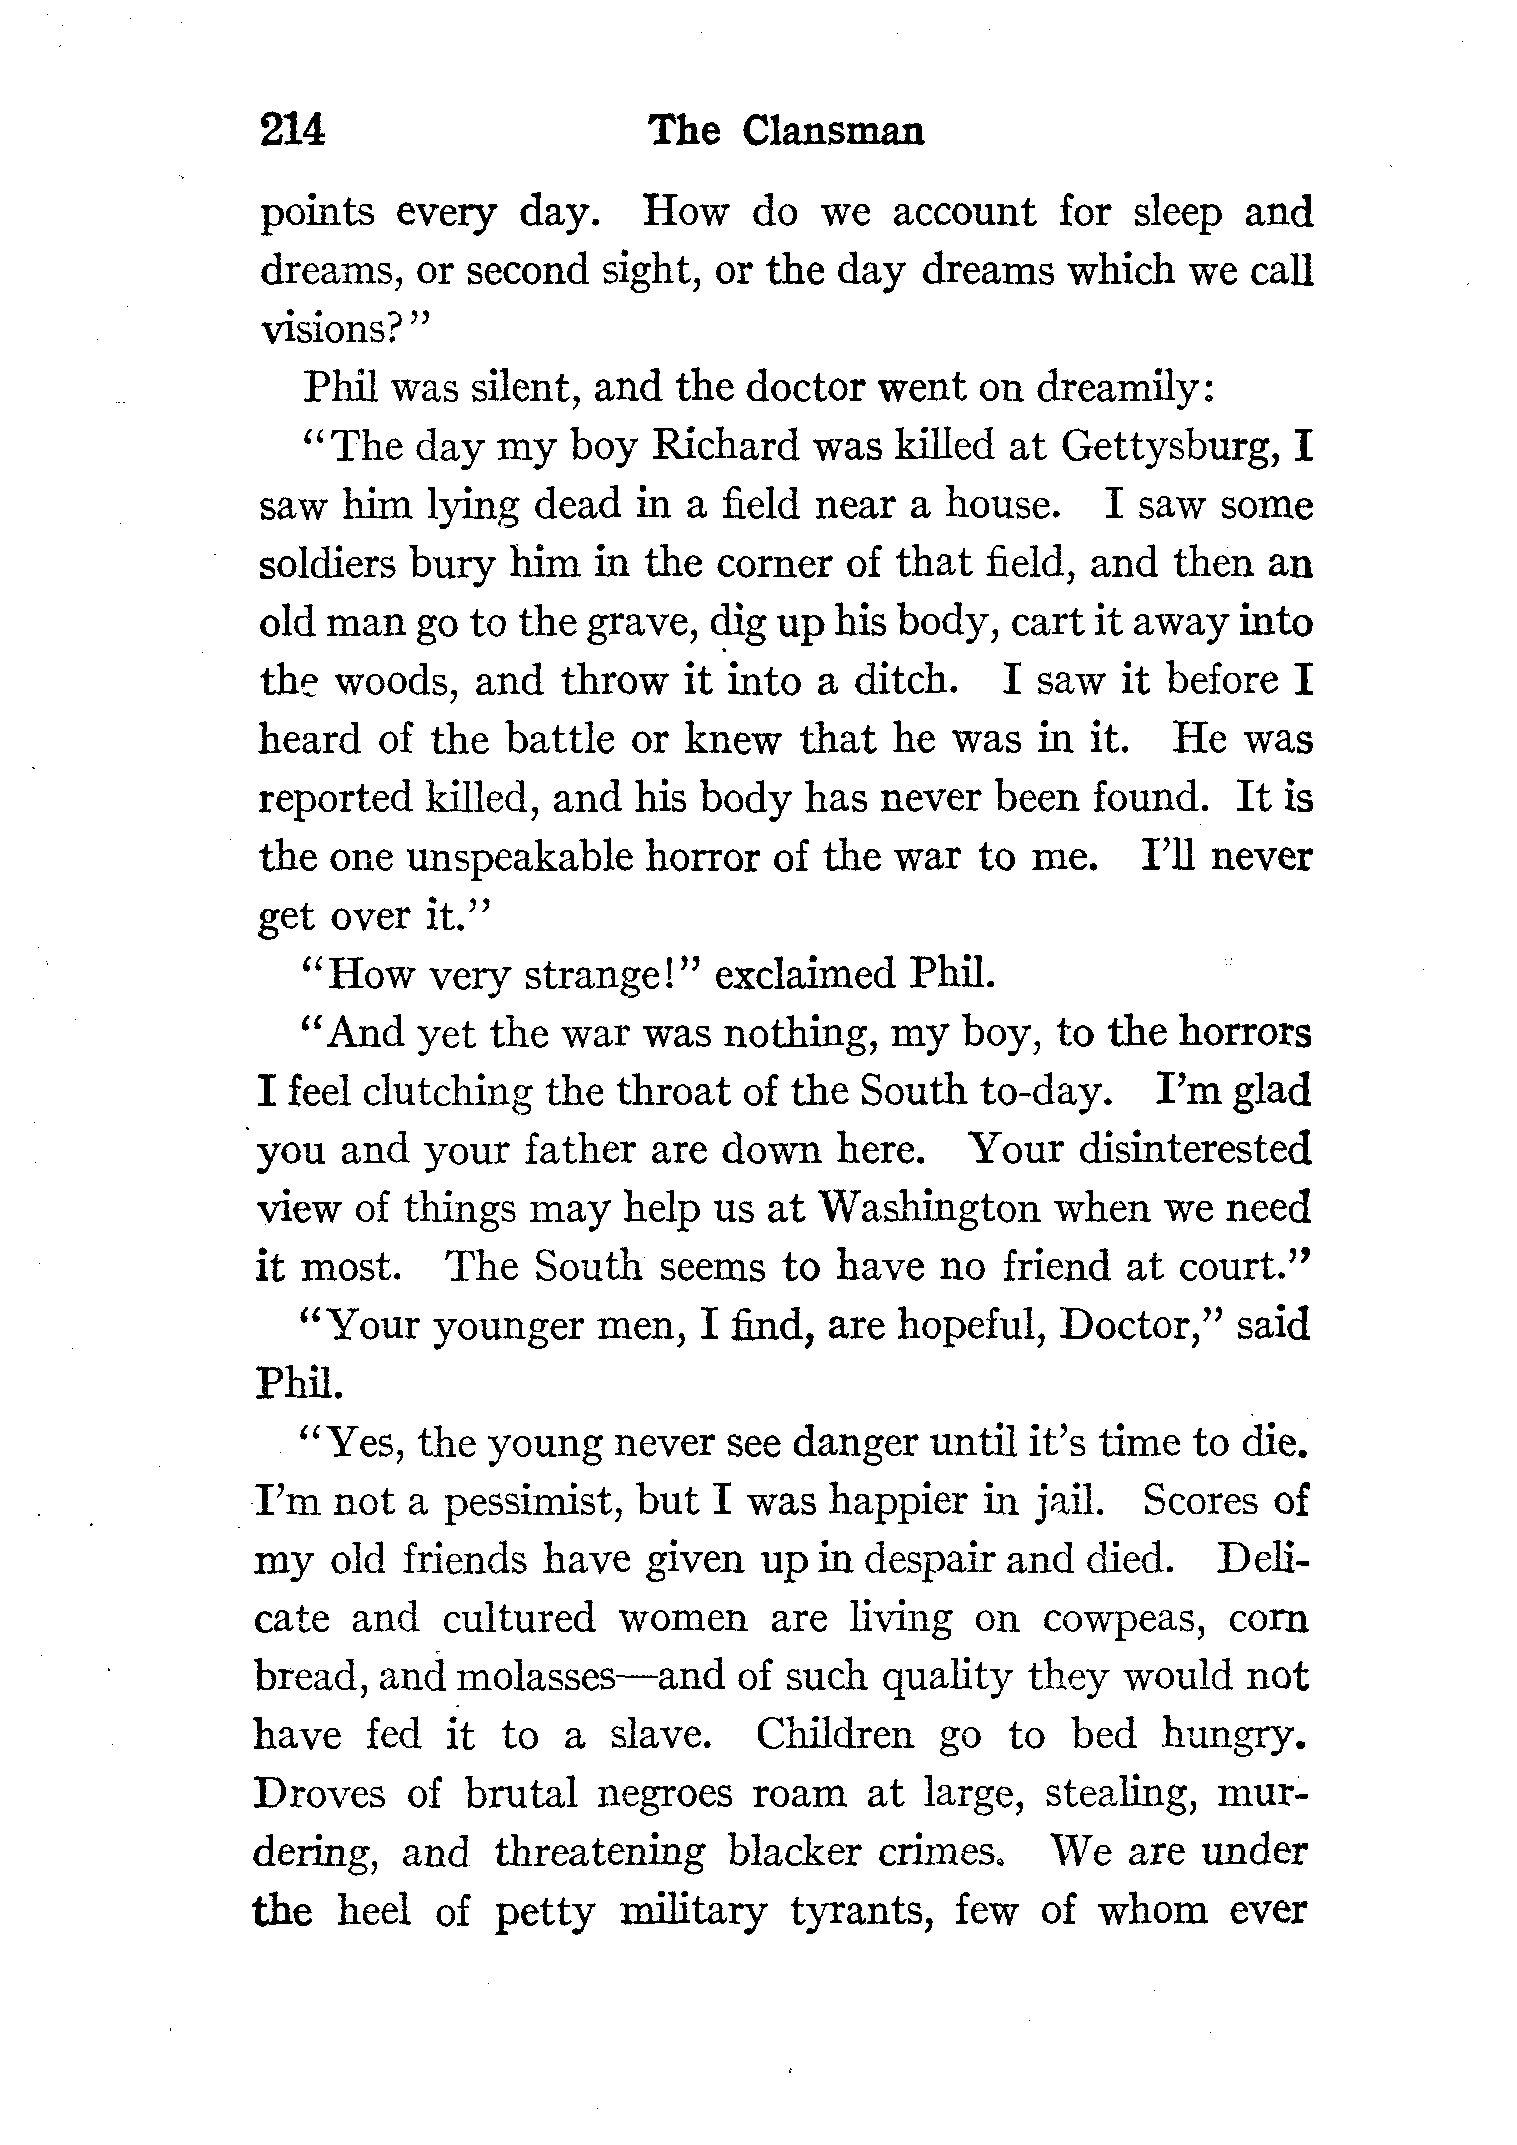 214 The Clansman
points every day. How do we account for sleep and
dreams, or second sight, or the day dreams which we call
visions?"
Phil was silent, and the doctor went on dreamily:
"The day my boy Richard was killed at Gettysburg, I
saw him lying dead in a field near a house. I saw some
soldiers bury him in the corner of that field, and then an
old man go to the grave, dig up his body, cart it away into
the woods, and throw it into a ditch. I saw it before I
heard of the battle or knew that he was in it. He was
reported killed, and his body has never been found. It is
the one unspeakable horror of the war to me. I'll never
get over it."
"How very strange!" exclaimed Phil.
"And yet the war was nothing, my boy, to the horrors
I feel clutching the throat of the South to-day. I'm glad
you and your father are down here. Your disinterested
view of things may help us at Washington when we need
it most. The South seems to have no friend at court."
"Your younger men, I find, are hopeful, Doctor," said
Phil.
"Yes, the young never see danger until it's time to die.
I'm not a pessimist, but I was happier in jail. Scores of
my old friends have given up in despair and died. Deli-
cate and cultured women are living on cowpeas, corn
bread, and molasses—and of such quality they would not
have fed it to a slave. Children go to bed hungry.
Droves of brutal negroes roam at large, stealing, mur-
dering, and threatening blacker crimes. We are under
the heel of petty military tyrants, few of whom ever